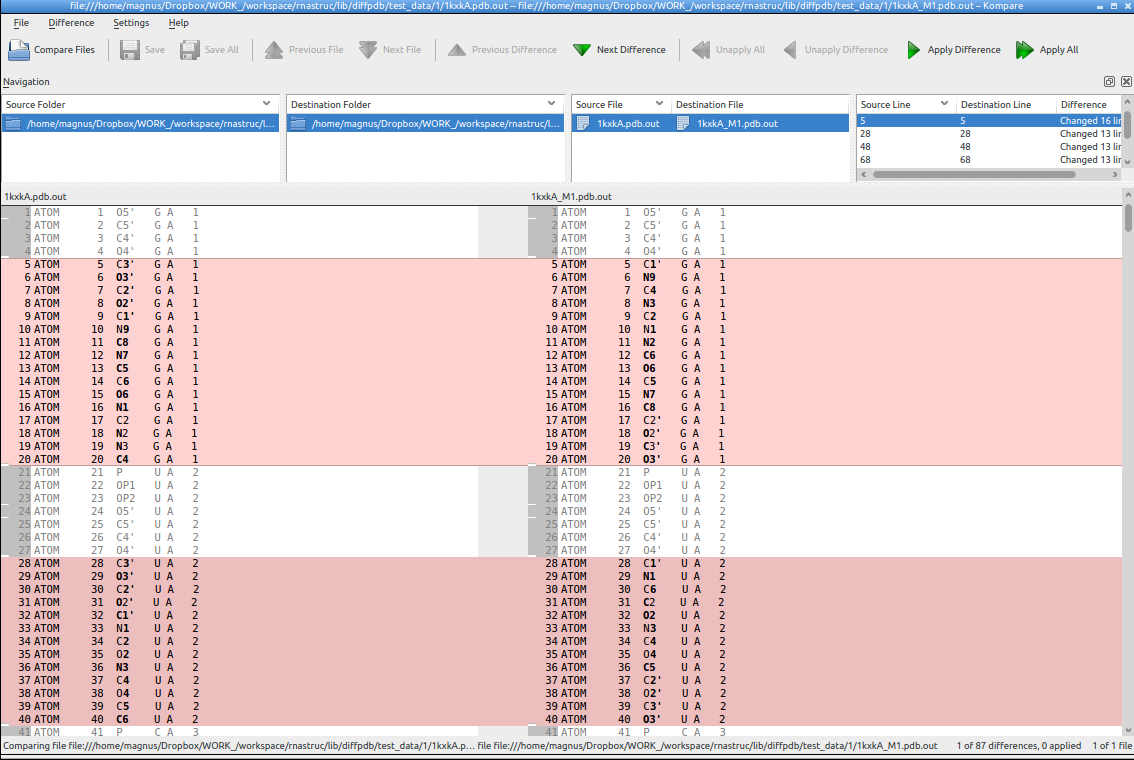 file:///home/magnus/Dropbox/WORK_/workspace/rnastruc/lib/diffpdb/test_data/1/1kxkA.pdb.out – file:///home/magnus/Dropbox/WORK_/workspace/rnastruc/lib/diffpdb/test_data/1/1kxkA_M1.pdb.out – Kompare
File Difference Settings Help
Compare Files Save Save All Previous File Next File Previous Difference Next Difference Unapply All Unapply Difference Apply Difference Apply All
Navigation
Source Folder Destination Folder Source File Destination File Source Line Destination Line Difference
/home/magnus/Dropbox/WORK_/workspace/rnastruc/l... /home/magnus/Dropbox/WORK_/workspace/rnastruc/l... 1kxkA.pdb.out 1kxkA_M1.pdb.out 5 5 Changed 16 lin
28 28 Changed 13 lin
48 48 Changed 13 lin
68 68 Changed 13 lin
1kxkA.pdb.out 1kxkA_M1.pdb.out
1 ATOM 1 O5' G A 1 1 ATOM 1 O5' G A 1
2 ATOM 2 C5' G A 1 2 ATOM 2 C5' G A 1
3 ATOM 3 C4' G A 1 3 ATOM 3 C4' G A 1
4 ATOM 4 O4' G A 1 4 ATOM 4 O4' G A 1
5 ATOM 5 C3' G A 1 5 ATOM 5 C1' G A 1
6 ATOM 6 O3' G A 1 6 ATOM 6 N9 G A 1
7 ATOM 7 C2' G A 1 7 ATOM 7 C4 G A 1
8 ATOM 8 O2' G A 1 8 ATOM 8 N3 G A 1
9 ATOM 9 C1' G A 1 9 ATOM 9 C2 G A 1
10 ATOM 10 N9 G A 1 10 ATOM 10 N1 G A 1
11 ATOM 11 C8 G A 1 11 ATOM 11 N2 G A 1
12 ATOM 12 N7 G A 1 12 ATOM 12 C6 G A 1
13 ATOM 13 C5 G A 1 13 ATOM 13 O6 G A 1
14 ATOM 14 C6 G A 1 14 ATOM 14 C5 G A 1
15 ATOM 15 O6 G A 1 15 ATOM 15 N7 G A 1
16 ATOM 16 N1 G A 1 16 ATOM 16 C8 G A 1
17 ATOM 17 C2 G A 1 17 ATOM 17 C2' G A 1
18 ATOM 18 N2 G A 1 18 ATOM 18 O2' G A 1
19 ATOM 19 N3 G A 1 19 ATOM 19 C3' G A 1
20 ATOM 20 C4 G A 1 20 ATOM 20 O3' G A 1
21 ATOM 21 P U A 2 21 ATOM 21 P U A 2
22 ATOM 22 OP1 U A 2 22 ATOM 22 OP1 U A 2
23 ATOM 23 OP2 U A 2 23 ATOM 23 OP2 U A 2
24 ATOM 24 O5' U A 2 24 ATOM 24 O5' U A 2
25 ATOM 25 C5' U A 2 25 ATOM 25 C5' U A 2
26 ATOM 26 C4' U A 2 26 ATOM 26 C4' U A 2
27 ATOM 27 O4' U A 2 27 ATOM 27 O4' U A 2
28 ATOM 28 C3' U A 2 28 ATOM 28 C1' U A 2
29 ATOM 29 O3' U A 2 29 ATOM 29 N1 U A 2
30 ATOM 30 C2' U A 2 30 ATOM 30 C6 U A 2
31 ATOM 31 O2' U A 2 31 ATOM 31 C2 U A 2
32 ATOM 32 C1' U A 2 32 ATOM 32 O2 U A 2
33 ATOM 33 N1 U A 2 33 ATOM 33 N3 U A 2
34 ATOM 34 C2 U A 2 34 ATOM 34 C4 U A 2
35 ATOM 35 O2 U A 2 35 ATOM 35 O4 U A 2
36 ATOM 36 N3 U A 2 36 ATOM 36 C5 U A 2
37 ATOM 37 C4 U A 2 37 ATOM 37 C2' U A 2
38 ATOM 38 O4 U A 2 38 ATOM 38 O2' U A 2
39 ATOM 39 C5 U A 2 39 ATOM 39 C3' U A 2
40 ATOM 40 C6 U A 2 40 ATOM 40 O3' U A 2
41 ATOM 41 P C A 3 41 ATOM 41 P C A 3
Comparing file file:///home/magnus/Dropbox/WORK_/workspace/rnastruc/lib/diffpdb/test_data/1/1kxkA.p... file file:///home/magnus/Dropbox/WORK_/workspace/rnastruc/lib/diffpdb/test_data/1/1kxkA_M1.pdb.out 1 of 87 differences, 0 applied 1 of 1 file